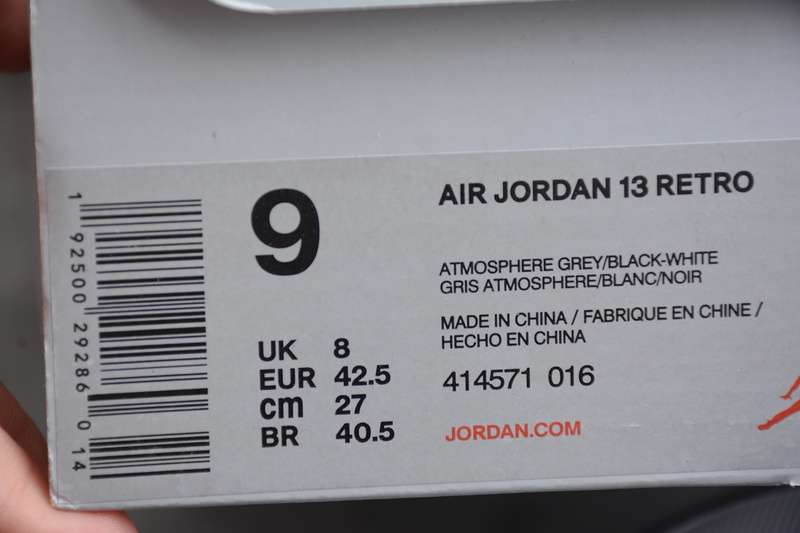 9
AIR JORDAN 13 RETRO
ATMOSPHERE GREY/BLACK-WHITE
GRIS ATMOSPHERE/BLANC/NOIR
MADE IN CHINA / FABRIQUE EN CHINE /
HECHO EN CHINA
414571 016
JORDAN.COM
UK 8
EUR 42.5
cm 27
BR 40.5
1 92500 29286 0 14